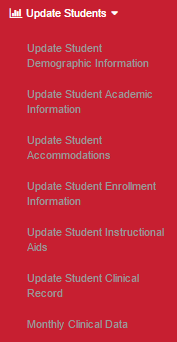 Update Students
Update Student
Demographic Information
Update Student Academic
Information
Update Student
Accommodations
Update Student Enrollment
Information
Update Student Instructional
Aids
Update Student Clinical
Record
Monthly Clinical Data